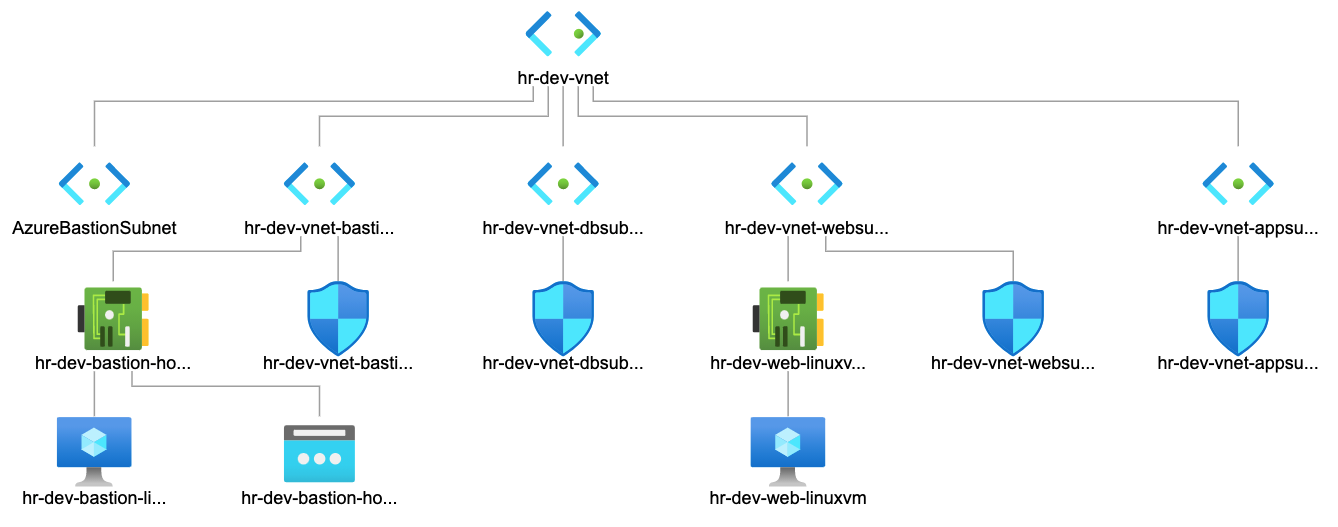 hr-dev-vnet
AzureBastionSubnet
hr-dev-vnet-basti...
hr-dev-vnet-dbsub...
hr-dev-vnet-websu...
hr-dev-vnet-appsu...
hr-dev-bastion-ho...
hr-dev-vnet-basti...
hr-dev-vnet-dbsub...
hr-dev-web-linuxv...
hr-dev-vnet-websu...
hr-dev-vnet-appsu...
hr-dev-bastion-li...
hr-dev-bastion-ho...
hr-dev-web-linuxvm